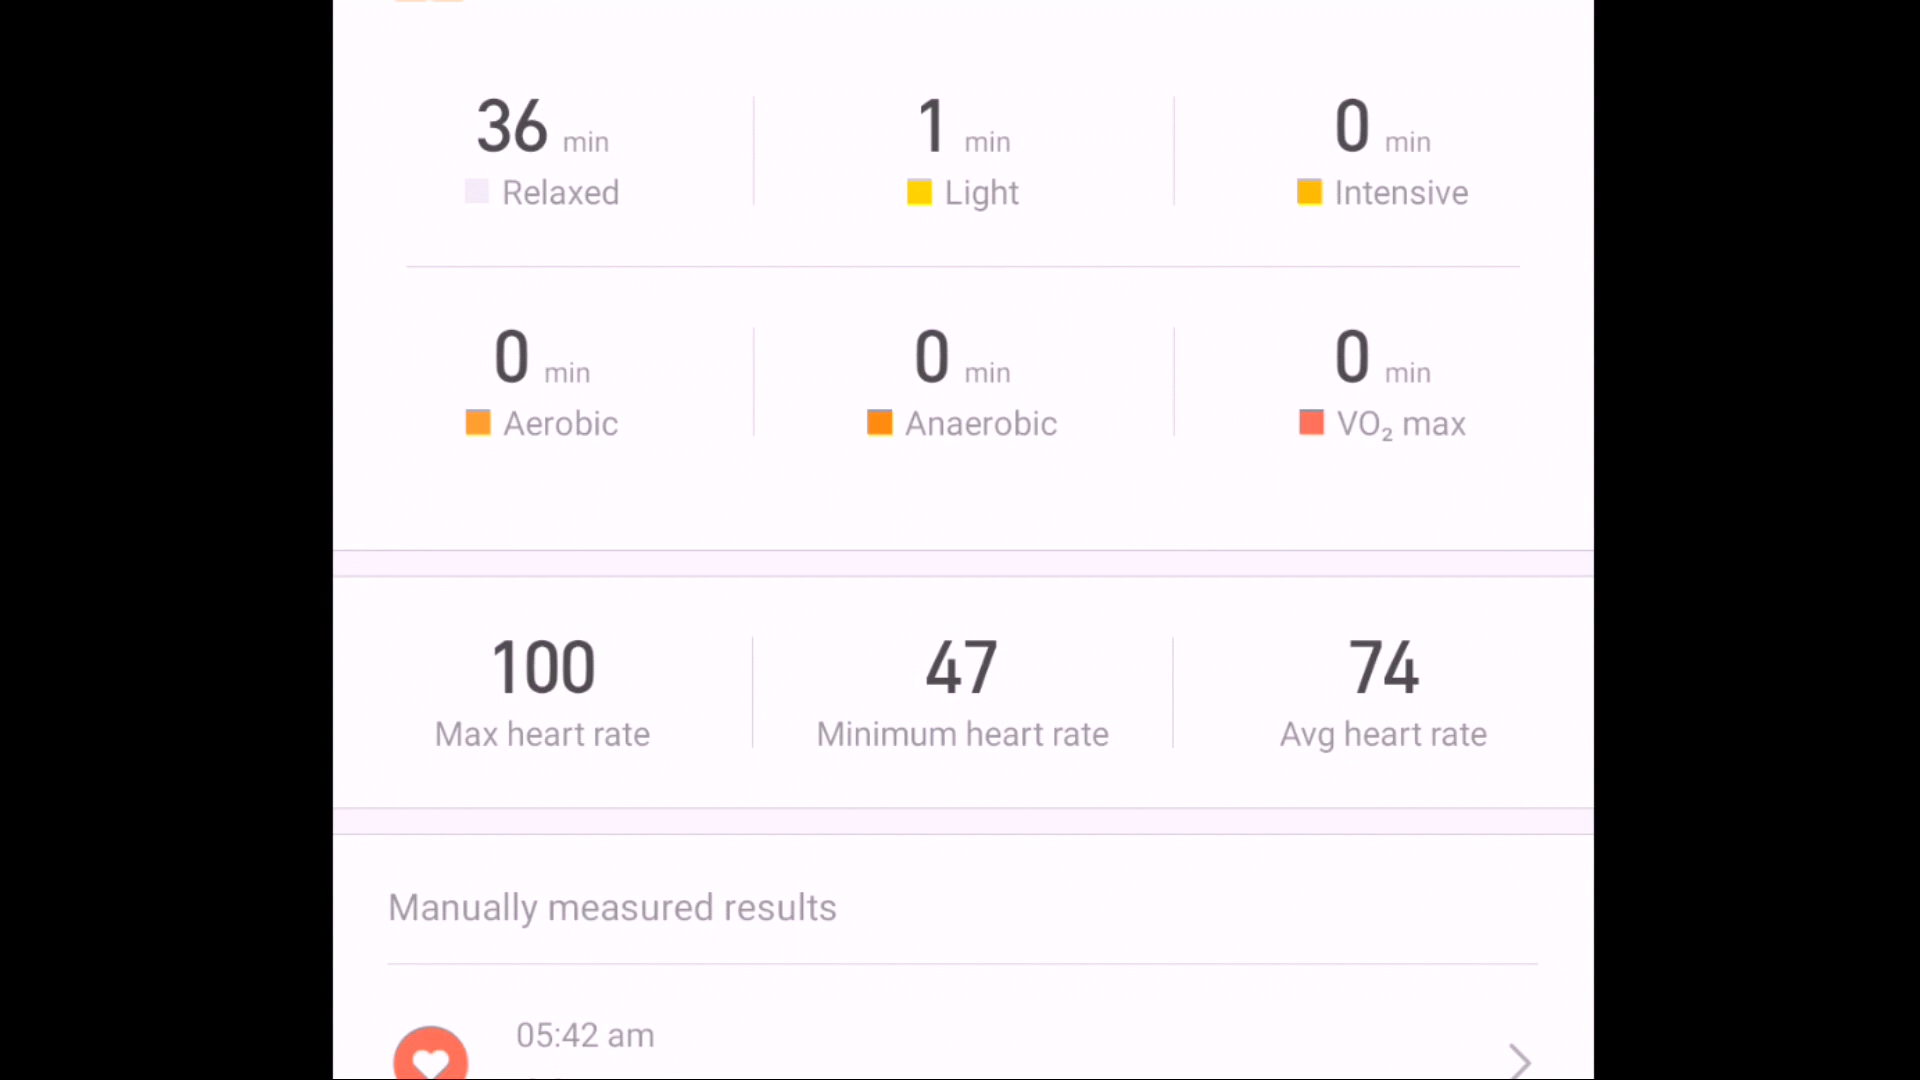 36 min
1 min
0 min
Relaxed
Light
Intensive
0 min
0 min
0 min
Aerobic
Anaerobic
VO₂ max
100
47
74
Max heart rate
Minimum heart rate
Avg heart rate
Manually measured results
05:42 am